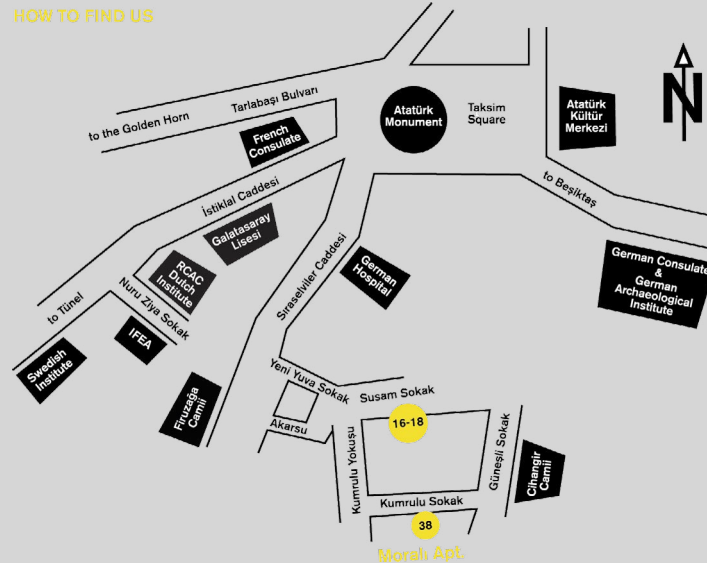 HOW TO FIND US
to the Golden Horn
Tarlabaşı Bulvarı
Atatürk
Monument
Taksim
Square
Atatürk
Kültür
Merkezi
N
French
Consulate
İstiklal Caddesi
Galatasaray
Lisesi
to Beşiktaş
RCAC
Dutch
Institute
Nuru Ziya Sokak
to Tünel
IFEA
Swedish
Institute
Sıraselviler Caddesi
German
Hospital
German Consulate
&
German
Archaeological
Institute
Firuzağa
Camii
Yeni Yuva Sokak
Akarsu
Susam Sokak
16-18
Kumrulu Yokuşu
Güneşli Sokak
Cihangir
Camii
Kumrulu Sokak
38
Moralı Apt.